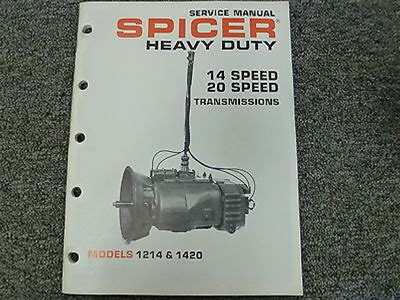 SERVICE MANUAL
SPICER®
HEAVY DUTY
14 SPEED
20 SPEED
TRANSMISSIONS
MODELS 1214 & 1420